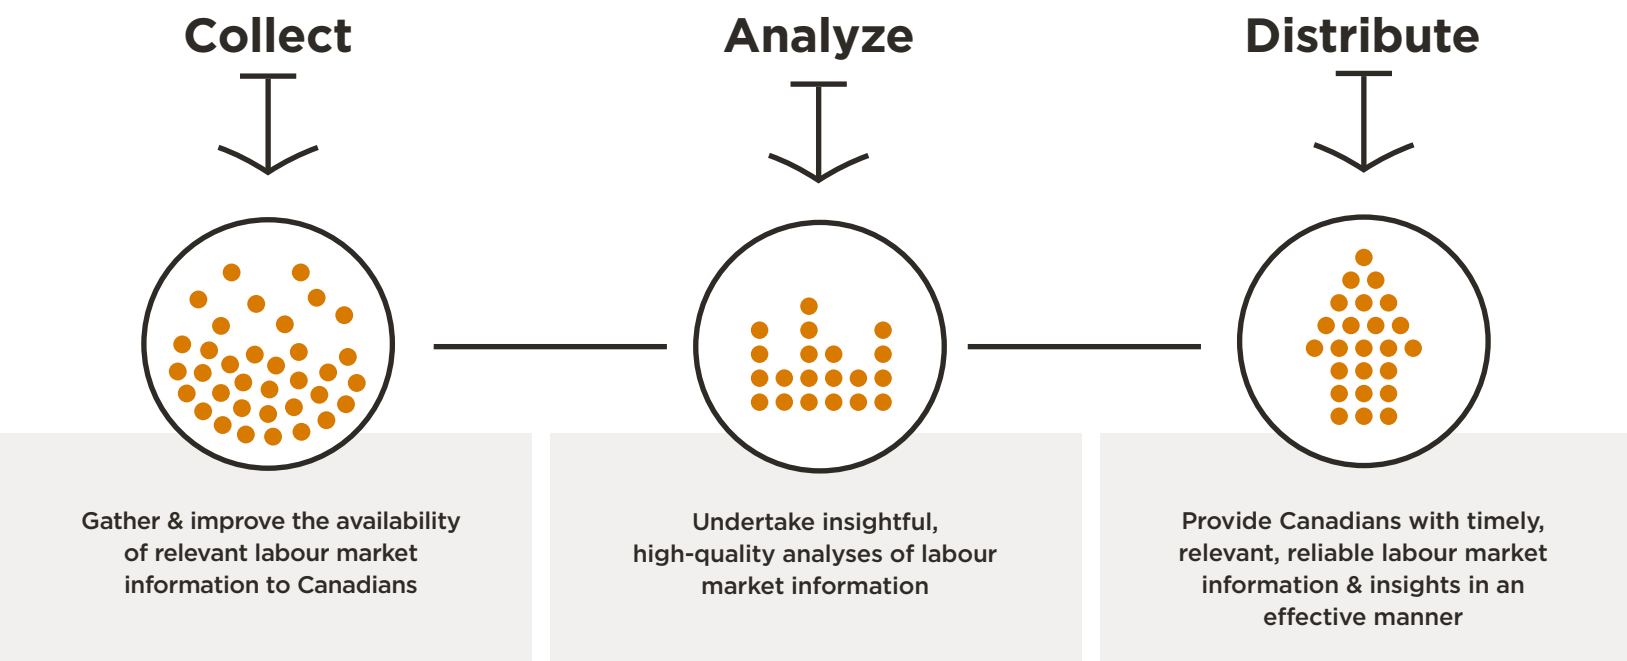 Collect
Analyze
Distribute
Gather & improve the availability
of relevant labour market
information to Canadians
Undertake insightful,
high-quality analyses of labour
market information
Provide Canadians with timely,
relevant, reliable labour market
information & insights in an
effective manner